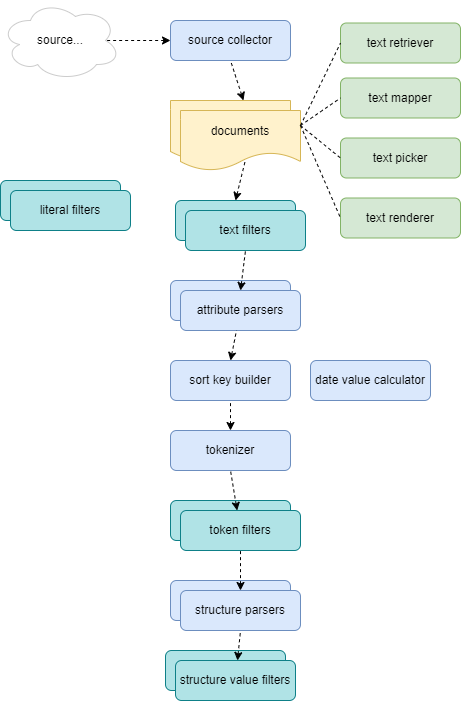 source...
source collector
text retriever
text mapper
documents
text picker
literal filters
text renderer
text filters
attribute parsers
sort key builder
date value calculator
tokenizer
token filters
structure parsers
structure value filters